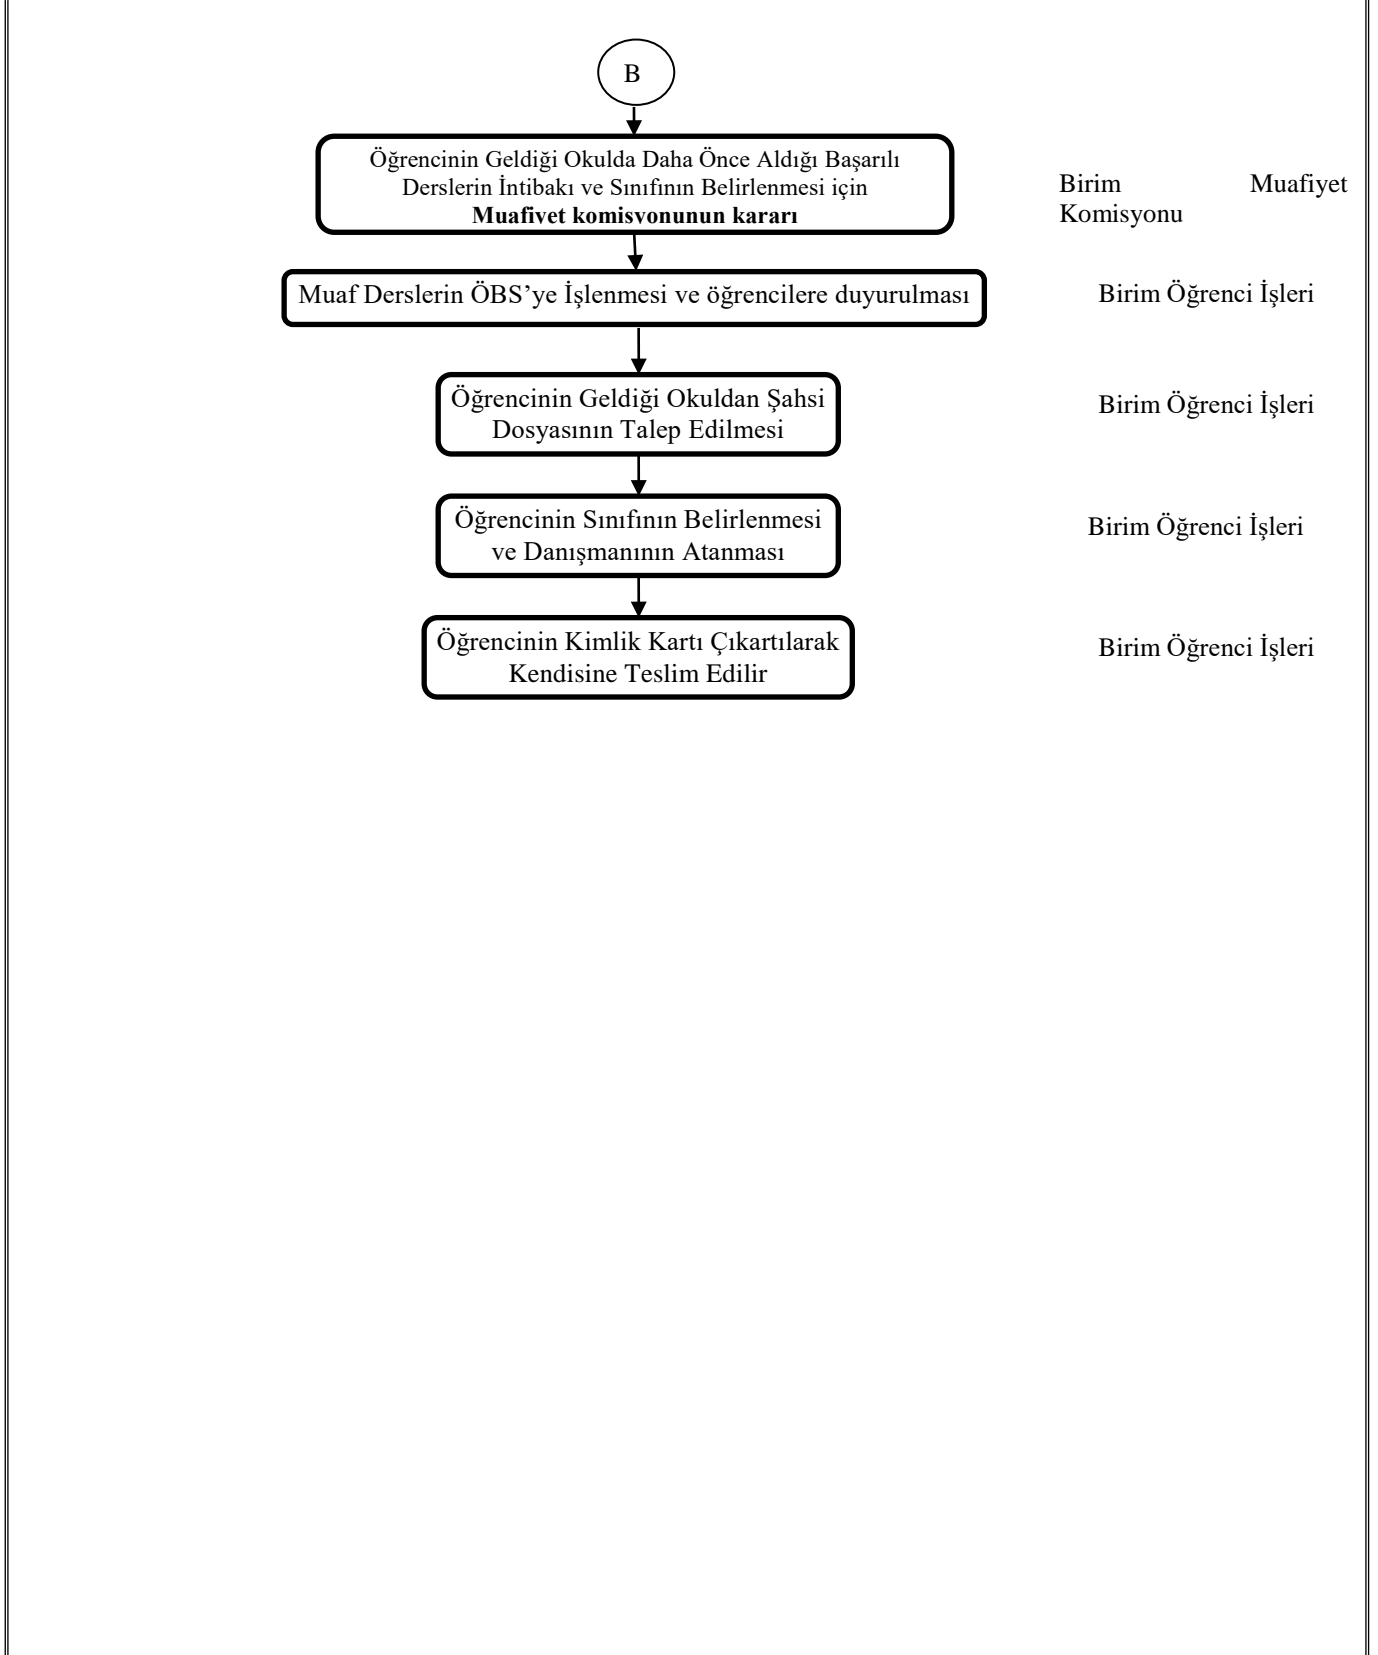 B
Öğrencinin Geldiği Okulda Daha Önce Aldığı Başarılı
Derslerin İntibakı ve Sınıfının Belirlenmesi için
Muafiyet komisyonunun kararı
Birim Muafiyet
Komisyonu
Muaf Derslerin ÖBS’ye İşlenmesi ve öğrencilere duyurulması
Birim Öğrenci İşleri
Öğrencinin Geldiği Okuldan Şahsi
Dosyasının Talep Edilmesi
Birim Öğrenci İşleri
Öğrencinin Sınıfının Belirlenmesi
ve Danışmanının Atanması
Birim Öğrenci İşleri
Öğrencinin Kimlik Kartı Çıkartılarak
Kendisine Teslim Edilir
Birim Öğrenci İşleri